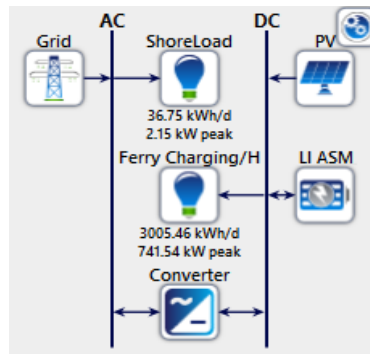 AC DC
Grid ShoreLoad PV
36.75 kWh/d
2.15 kW peak
Ferry Charging/H LI ASM
3005.46 kWh/d
741.54 kW peak
Converter